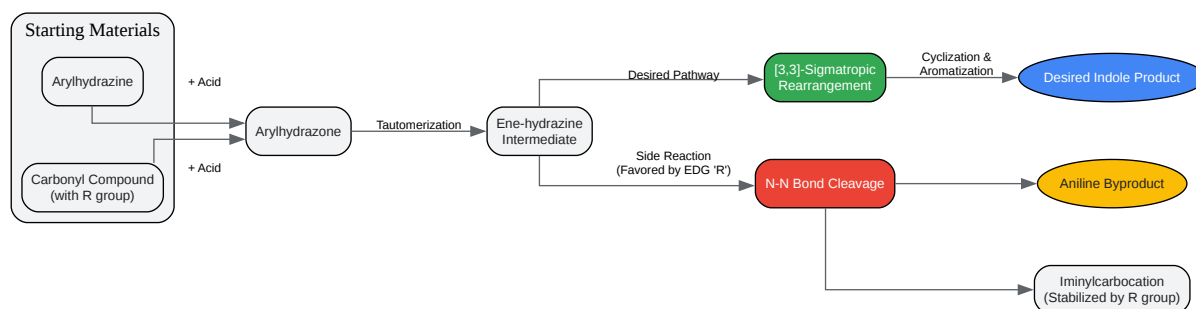 Starting Materials
Arylhydrazine
+ Acid
Carbonyl Compound
(with R group)
+ Acid
Arylhydrazone
Tautomerization
Ene-hydrazine
Intermediate
Desired Pathway
[3,3]-Sigmatropic
Rearrangement
Cyclization &
Aromatization
Desired Indole Product
Side Reaction
(Favored by EDG 'R')
N-N Bond Cleavage
Aniline Byproduct
Iminylcarbocation
(Stabilized by R group)